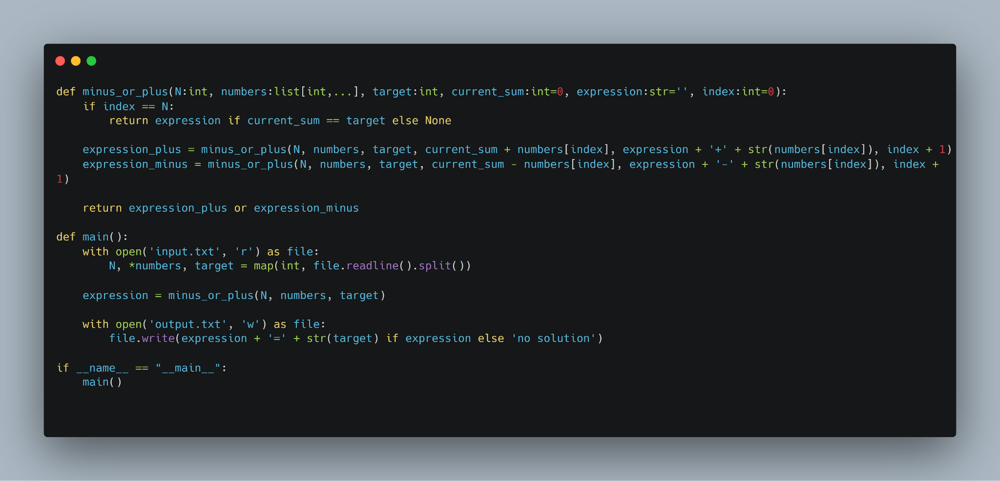 def minus_or_plus(N:int, numbers:list[int,...], target:int, current_sum:int=0, expression:str='', index:int=0):
    if index == N:
        return expression if current_sum == target else None

    expression_plus = minus_or_plus(N, numbers, target, current_sum + numbers[index], expression + '+' + str(numbers[index]), index + 1)
    expression_minus = minus_or_plus(N, numbers, target, current_sum - numbers[index], expression + '-' + str(numbers[index]), index +
1)

    return expression_plus or expression_minus

def main():
    with open('input.txt', 'r') as file:
        N, *numbers, target = map(int, file.readline().split())

    expression = minus_or_plus(N, numbers, target)

    with open('output.txt', 'w') as file:
        file.write(expression + '=' + str(target) if expression else 'no solution')

if __name__ == "__main__":
    main()